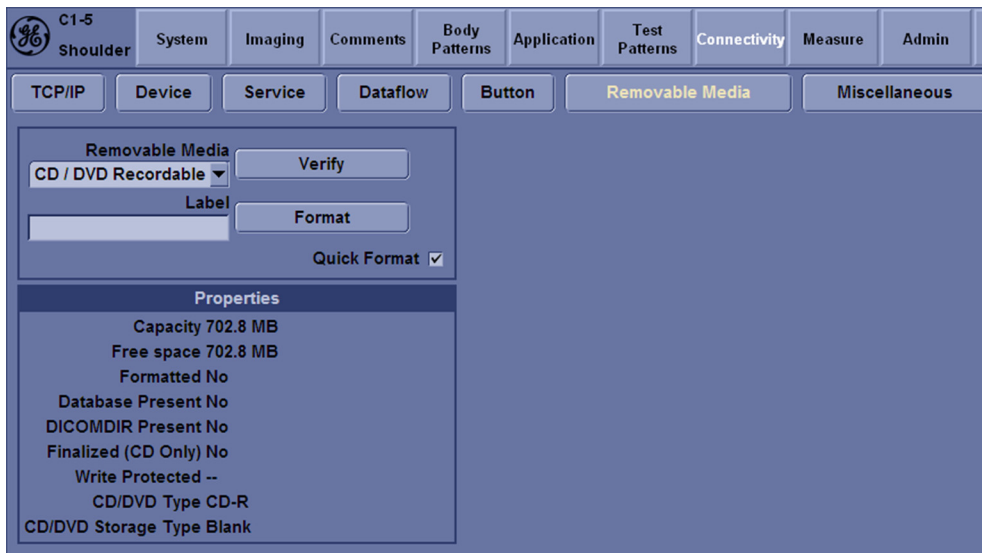 C1-5
Shoulder
System
Imaging
Comments
Body
Patterns
Application
Test
Patterns
Connectivity
Measure
Admin
TCP/IP
Device
Service
Dataflow
Button
Removable Media
Miscellaneous
Removable Media
CD / DVD Recordable
Verify
Label
Format
Quick Format
Properties
Capacity 702.8 MB
Free space 702.8 MB
Formatted No
Database Present No
DICOMDIR Present No
Finalized (CD Only) No
Write Protected --
CD/DVD Type CD-R
CD/DVD Storage Type Blank